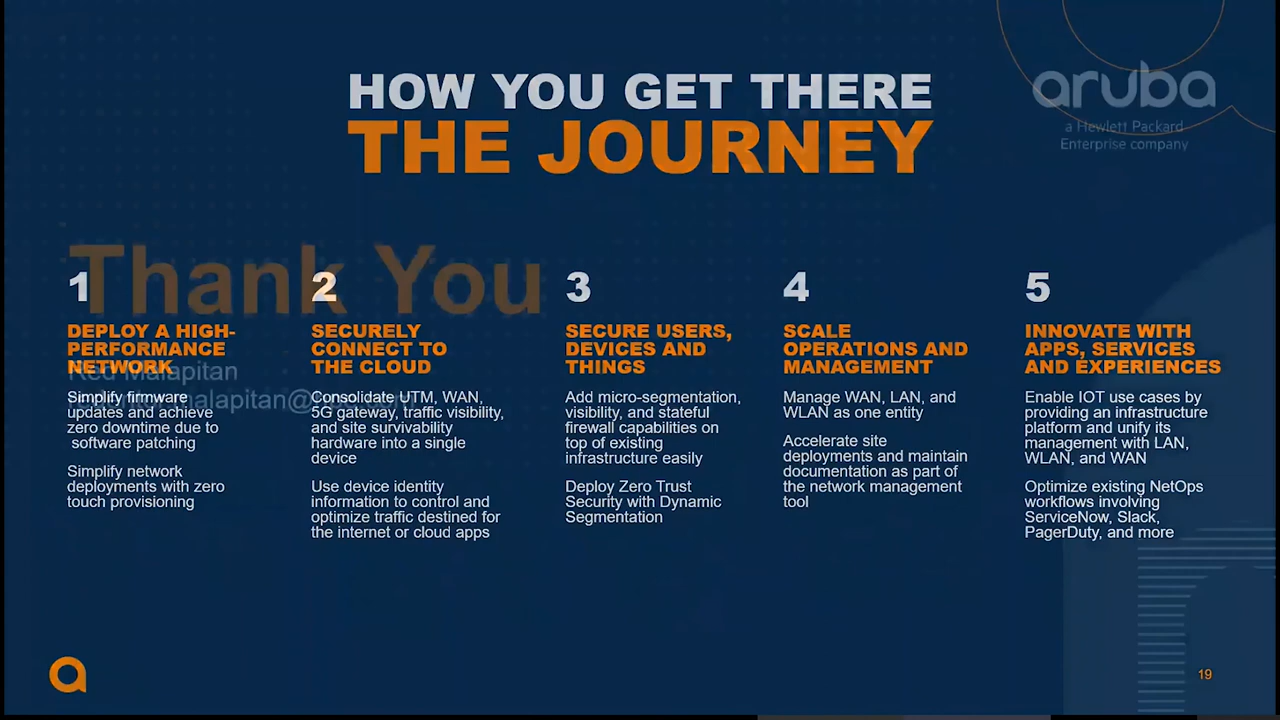 HOW YOU GET THERE
THE JOURNEY
aruba
a Hewlett Packard
Enterprise company
Thank You
Red Malapitan
1
DEPLOY A HIGH-
PERFORMANCE
NETWORK
Simplify firmware
updates and achieve
zero downtime due to
software patching
Simplify network
deployments with zero
touch provisioning
2
SECURELY
CONNECT TO
THE CLOUD
Consolidate UTM, WAN,
5G gateway, traffic visibility,
and site survivability
hardware into a single
device
Use device identity
information to control and
optimize traffic destined for
the internet or cloud apps
3
SECURE USERS,
DEVICES AND
THINGS
Add micro-segmentation,
visibility, and stateful
firewall capabilities on
top of existing
infrastructure easily
Deploy Zero Trust
Security with Dynamic
Segmentation
4
SCALE
OPERATIONS AND
MANAGEMENT
Manage WAN, LAN, and
WLAN as one entity
Accelerate site
deployments and maintain
documentation as part of
the network management
tool
5
INNOVATE WITH
APPS, SERVICES
AND EXPERIENCES
Enable IOT use cases by
providing an infrastructure
platform and unify its
management with LAN,
WLAN, and WAN
Optimize existing NetOps
workflows involving
ServiceNow, Slack,
PagerDuty, and more
19